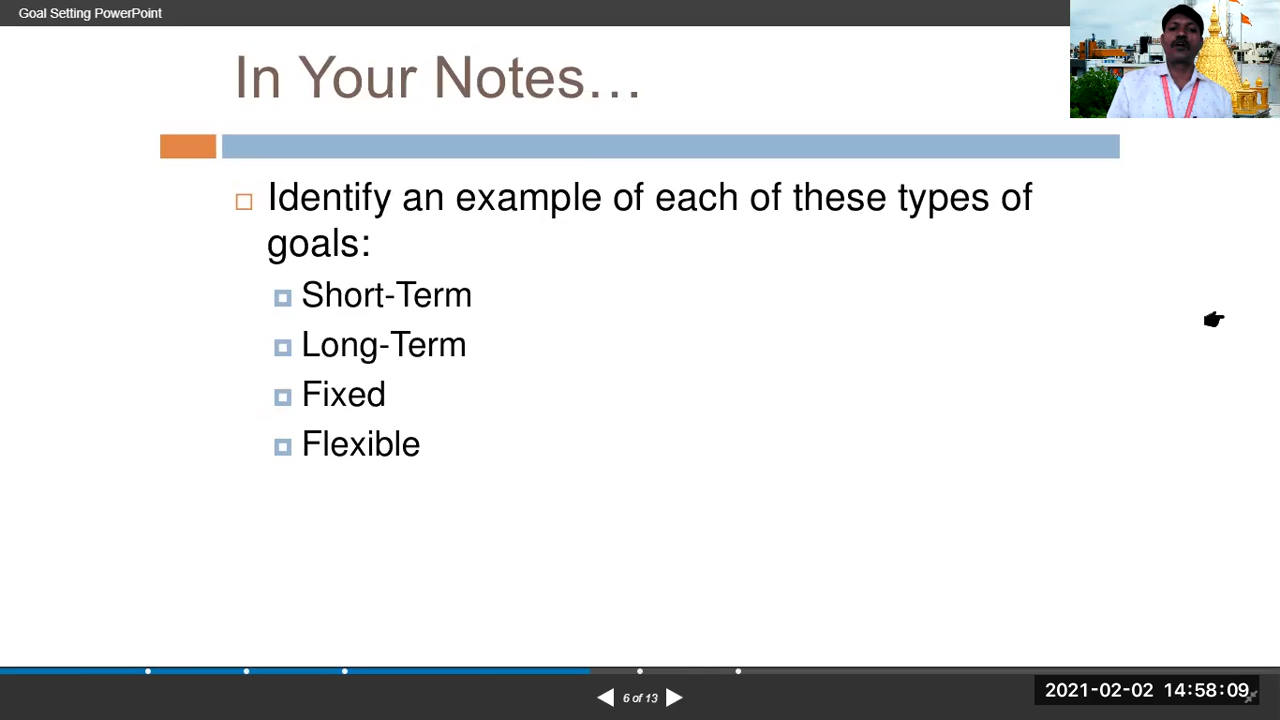 Goal Setting PowerPoint
In Your Notes…
Identify an example of each of these types of
goals:
Short-Term
Long-Term
Fixed
Flexible
6 of 13
2021-02-02 14:58:09